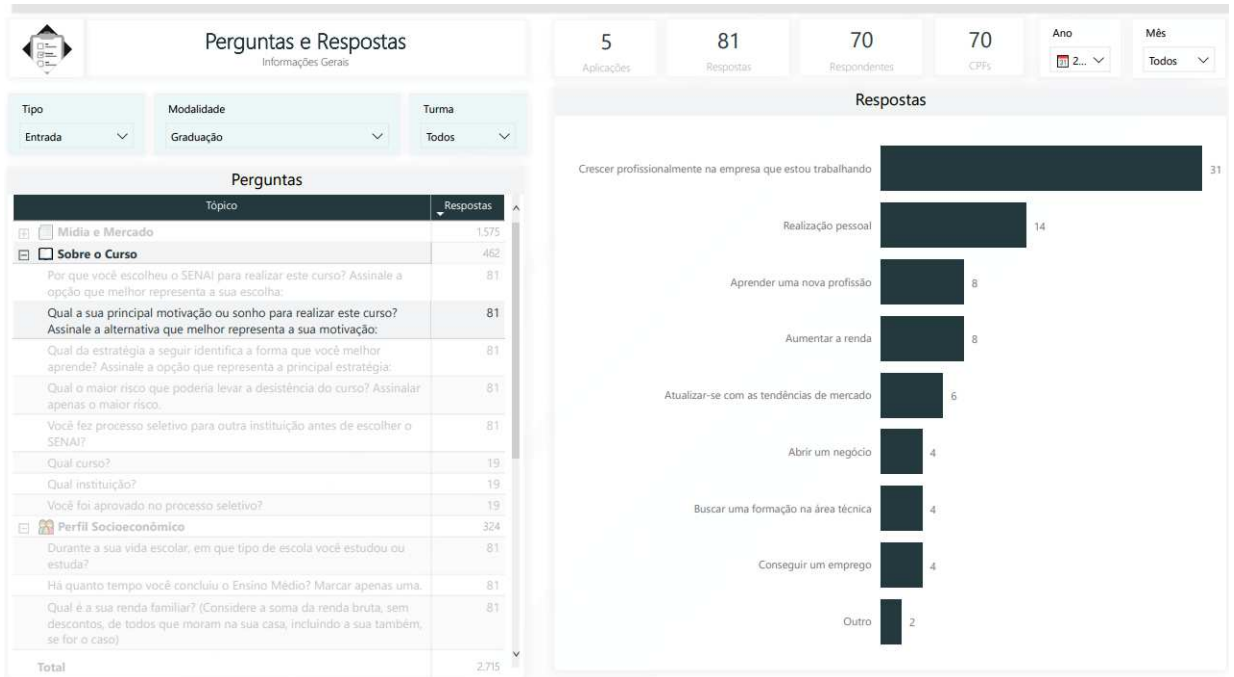 Perguntas e Respostas
Informações Gerais
5
Aplicações
81
Respostas
70
Respondentes
70
CPFs
Ano
2...
Mês
Todos
Tipo
Entrada
Modalidade
Graduação
Turma
Todos
Perguntas
Tópico Respostas
Mídia e Mercado 1.575
Sobre o Curso 462
Por que você escolheu o SENAI para realizar este curso? Assinale a 81
opção que melhor representa a sua escolha:
Qual a sua principal motivação ou sonho para realizar este curso? 81
Assinale a alternativa que melhor representa a sua motivação:
Qual da estratégia a seguir identifica a forma que você melhor 81
aprende? Assinale a opção que representa a principal estratégia:
Qual o maior risco que poderia levar a desistência do curso? Assinalar 81
apenas o maior risco.
Você fez processo seletivo para outra instituição antes de escolher o 81
SENAI?
Qual curso? 19
Qual instituição? 19
Você foi aprovado no processo seletivo? 19
Perfil Socioeconômico 324
Durante a sua vida escolar, em que tipo de escola você estudou ou 81
estuda?
Há quanto tempo você concluiu o Ensino Médio? Marcar apenas uma. 81
Qual é a sua renda familiar? (Considere a soma da renda bruta, sem 81
descontos, de todos que moram na sua casa, incluindo a sua também,
se for o caso)
Total 2.715
Respostas
Crescer profissionalmente na empresa que estou trabalhando 31
Realização pessoal 14
Aprender uma nova profissão 8
Aumentar a renda 8
Atualizar-se com as tendências de mercado 6
Abrir um negócio 4
Buscar uma formação na área técnica 4
Conseguir um emprego 4
Outro 2